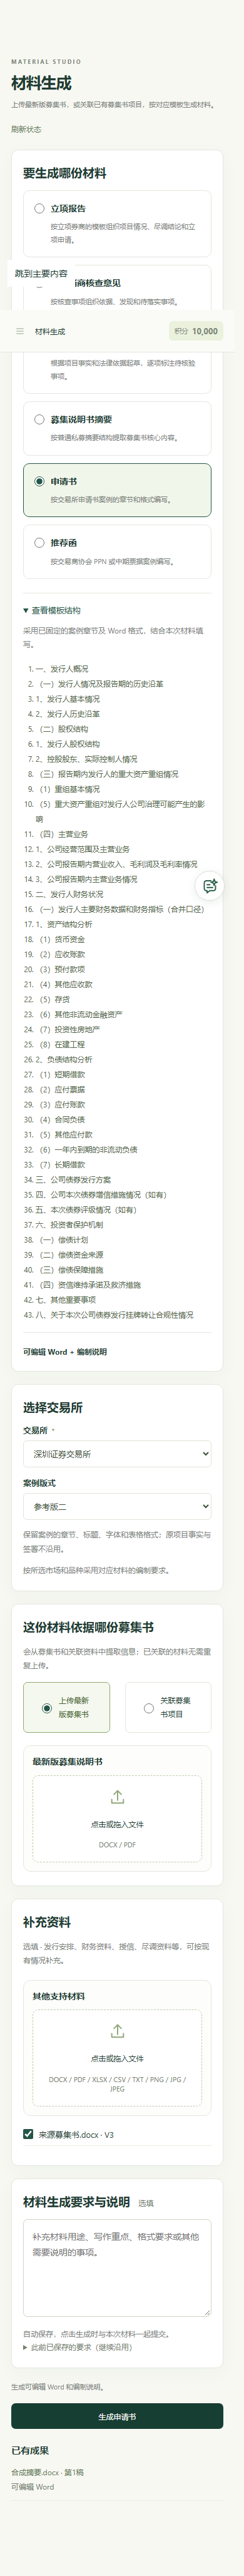 MATERIAL STUDIO
材料生成
上传最新版募集书，或关联已有募集书项目，按对应模板生成材料。
刷新状态
要生成哪份材料
立项报告
按立项券商的模板组织项目情况、尽调结论和立
项申请。
跳到主要内容
商核查意见
按核查事项组织依据、发现和待落实事项。
材料生成
积分 10,000
根据项目事实和法律依据起草，逐项标注待核验
事项。
募集说明书摘要
按普通私募摘要结构提取募集书核心内容。
申请书
按交易所申请书案例的章节和格式编写。
推荐函
按交易商协会 PPN 或中期票据案例编写。
▼ 查看模板结构
采用已固定的案例章节及 Word 格式，结合本次材料填
写。
1. 一、发行人概况
2. （一）发行人情况及报告期的历史沿革
3. 1、发行人基本情况
4. 2、发行人历史沿革
5. （二）股权结构
6. 1、发行人股权结构
7. 2、控股股东、实际控制人情况
8. （三）报告期内发行人的重大资产重组情况
9. （1）重组基本情况
10. （5）重大资产重组对发行人公司治理可能产生的影
响
11. （四）主营业务
12. 1、公司经营范围及主营业务
13. 2、公司报告期内营业收入、毛利润及毛利率情况
14. 3、公司报告期内主营业务情况
15. 二、发行人财务状况
16. （一）发行人主要财务数据和财务指标（合并口径）
17. 1、资产结构分析
18. （1）货币资金
19. （2）应收账款
20. （3）预付款项
21. （4）其他应收款
22. （5）存货
23. （6）其他非流动金融资产
24. （7）投资性房地产
25. （8）在建工程
26. 2、负债结构分析
27. （1）短期借款
28. （2）应付票据
29. （3）应付账款
30. （4）合同负债
31. （5）其他应付款
32. （6）一年内到期的非流动负债
33. （7）长期借款
34. 三、公司债券发行方案
35. 四、公司本次债券增信措施情况（如有）
36. 五、本次债券评级情况（如有）
37. 六、投资者保护机制
38. （一）偿债计划
39. （二）偿债资金来源
40. （三）偿债保障措施
41. （四）资信维持承诺及救济措施
42. 七、其他重要事项
43. 八、关于本次公司债券发行挂牌转让合规性情况
可编辑 Word + 编制说明
选择交易所
交易所 *
深圳证券交易所
案例版式
参考版二
保留案例的章节、标题、字体和表格格式；原项目事实与
签署不沿用。
按所选市场和品种采用对应材料的编制要求。
这份材料依据哪份募集书
会从募集书和关联资料中提取信息；已关联的材料无需重
复上传。
上传最新
版募集书
关联募集
书项目
最新版募集说明书
点击或拖入文件
DOCX / PDF
补充资料
选填 · 发行安排、财务资料、授信、尽调资料等，可按现
有情况补充。
其他支持材料
点击或拖入文件
DOCX / PDF / XLSX / CSV / TXT / PNG / JPG /
JPEG
来源募集书.docx · V3
材料生成要求与说明 选填
补充材料用途、写作重点、格式要求或其他
需要说明的事项。
自动保存，点击生成时与本次材料一起提交。
▶ 此前已保存的要求（继续沿用）
生成可编辑 Word 和编制说明。
生成申请书
已有成果
合成摘要.docx · 第1稿
可编辑 Word